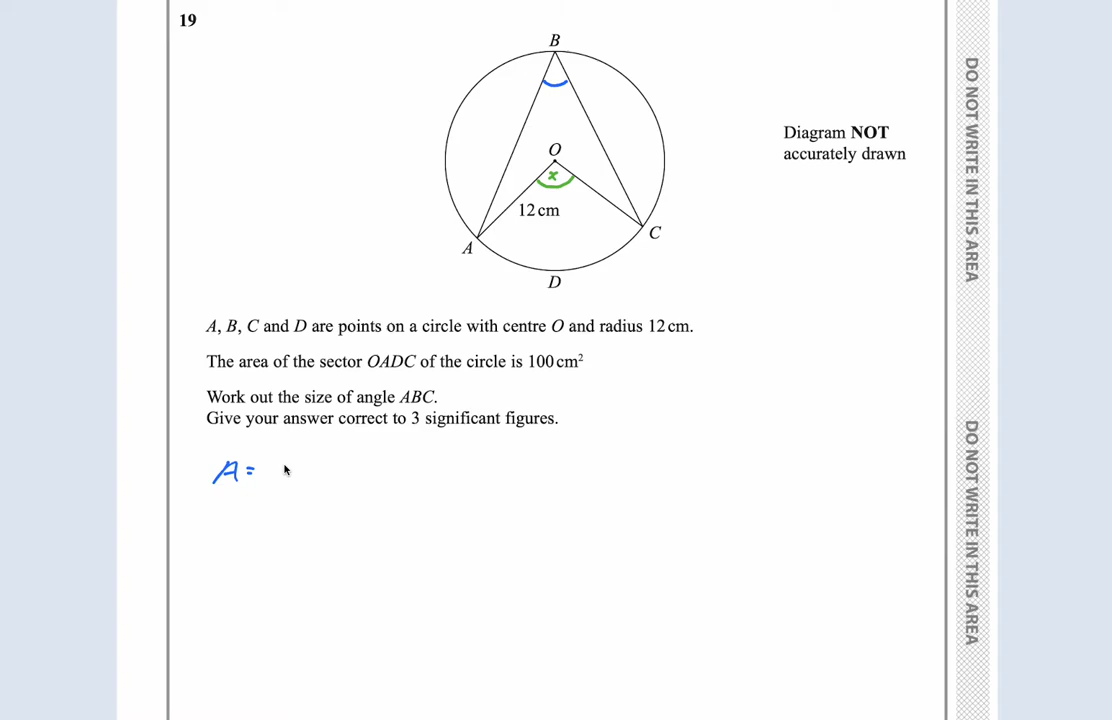 19
B
O
x
12 cm
A
C
D
Diagram NOT
accurately drawn
A, B, C and D are points on a circle with centre O and radius 12 cm.
The area of the sector OADC of the circle is 100 cm²
Work out the size of angle ABC.
Give your answer correct to 3 significant figures.
A =
DO NOT WRITE IN THIS AREA
DO NOT WRITE IN THIS AREA